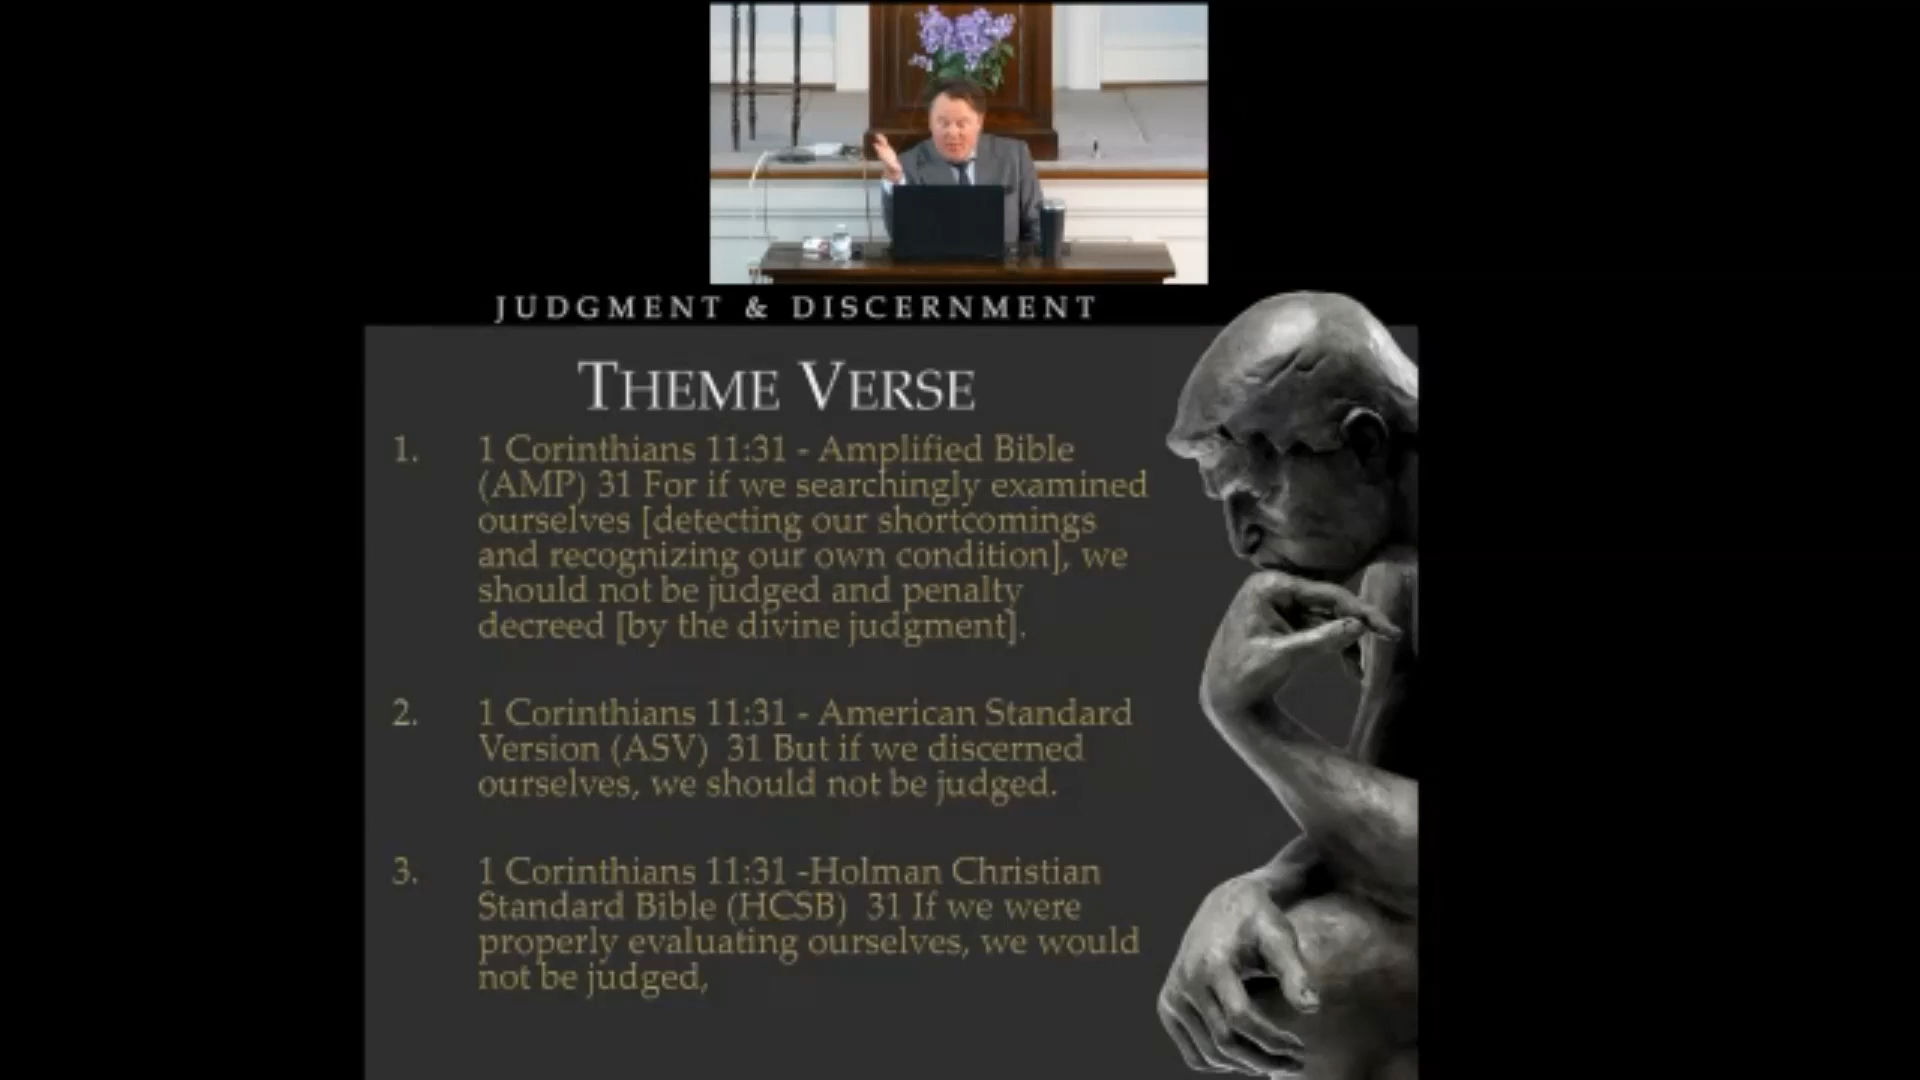 JUDGMENT & DISCERNMENT
THEME VERSE
1. 1 Corinthians 11:31 - Amplified Bible
(AMP) 31 For if we searchingly examined
ourselves [detecting our shortcomings
and recognizing our own condition], we
should not be judged and penalty
decreed [by the divine judgment].
2. 1 Corinthians 11:31 - American Standard
Version (ASV)  31 But if we discerned
ourselves, we should not be judged.
3. 1 Corinthians 11:31 -Holman Christian
Standard Bible (HCSB)  31 If we were
properly evaluating ourselves, we would
not be judged,